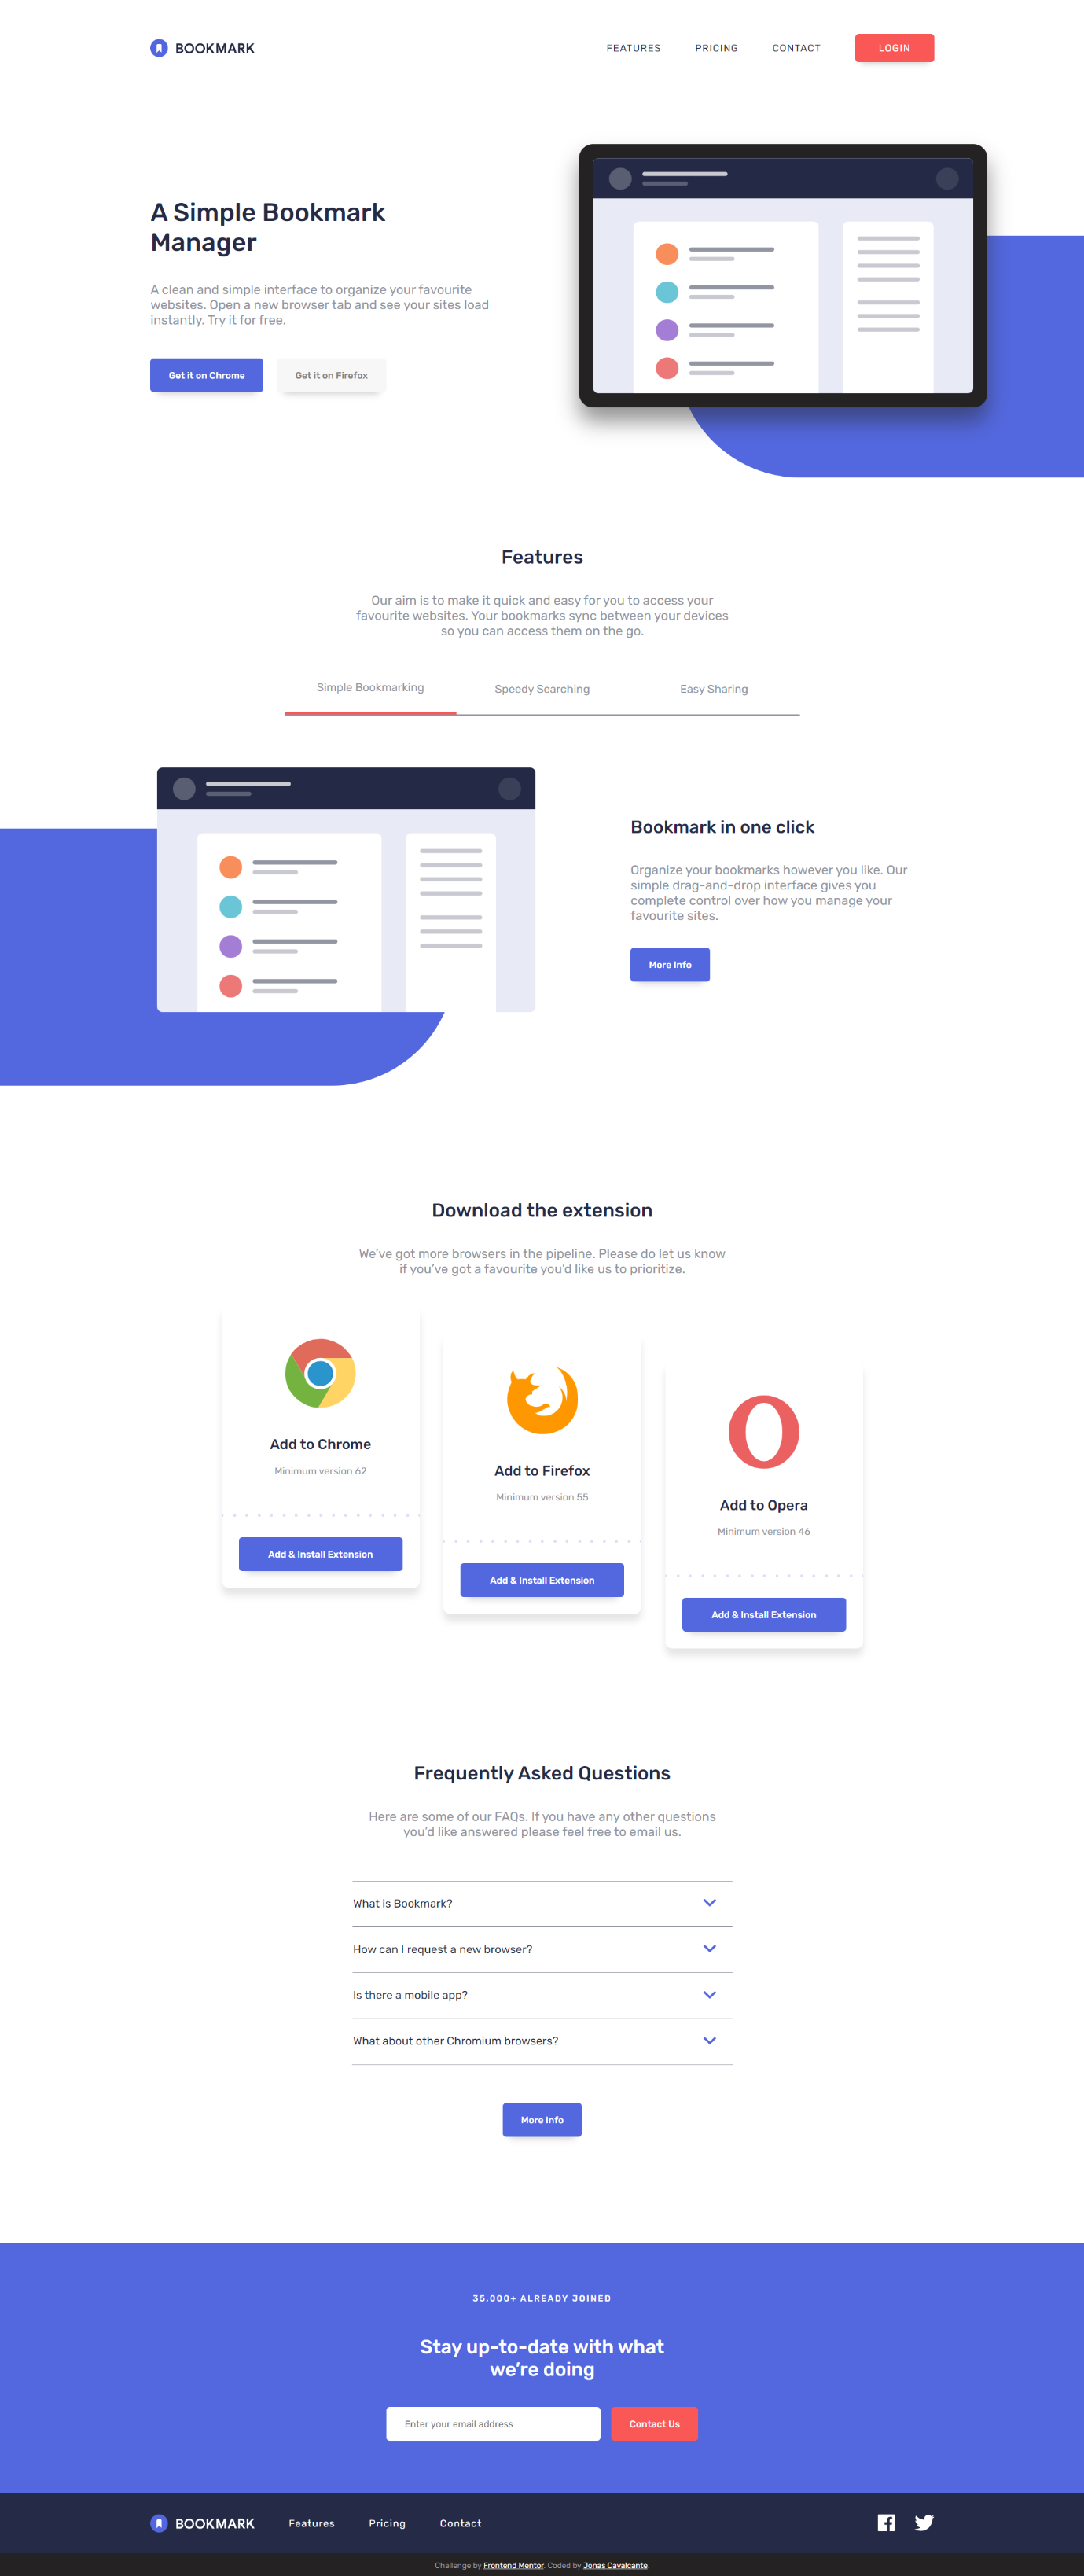 BOOKMARK
FEATURES
PRICING
CONTACT
LOGIN
A Simple Bookmark
Manager
A clean and simple interface to organize your favourite
websites. Open a new browser tab and see your sites load
instantly. Try it for free.
Get it on Chrome
Get it on Firefox
Features
Our aim is to make it quick and easy for you to access your
favourite websites. Your bookmarks sync between your devices
so you can access them on the go.
Simple Bookmarking
Speedy Searching
Easy Sharing
Bookmark in one click
Organize your bookmarks however you like. Our
simple drag-and-drop interface gives you
complete control over how you manage your
favourite sites.
More Info
Download the extension
We've got more browsers in the pipeline. Please do let us know
if you've got a favourite you'd like us to prioritize.
Add to Chrome
Minimum version 62
Add & Install Extension
Add to Firefox
Minimum version 55
Add & Install Extension
Add to Opera
Minimum version 46
Add & Install Extension
Frequently Asked Questions
Here are some of our FAQs. If you have any other questions
you'd like answered please feel free to email us.
What is Bookmark?
How can I request a new browser?
Is there a mobile app?
What about other Chromium browsers?
More Info
35,000+ ALREADY JOINED
Stay up-to-date with what
we're doing
Enter your email address
Contact Us
BOOKMARK
Features
Pricing
Contact
Challenge by Frontend Mentor. Coded by Jonas Cavalcante.